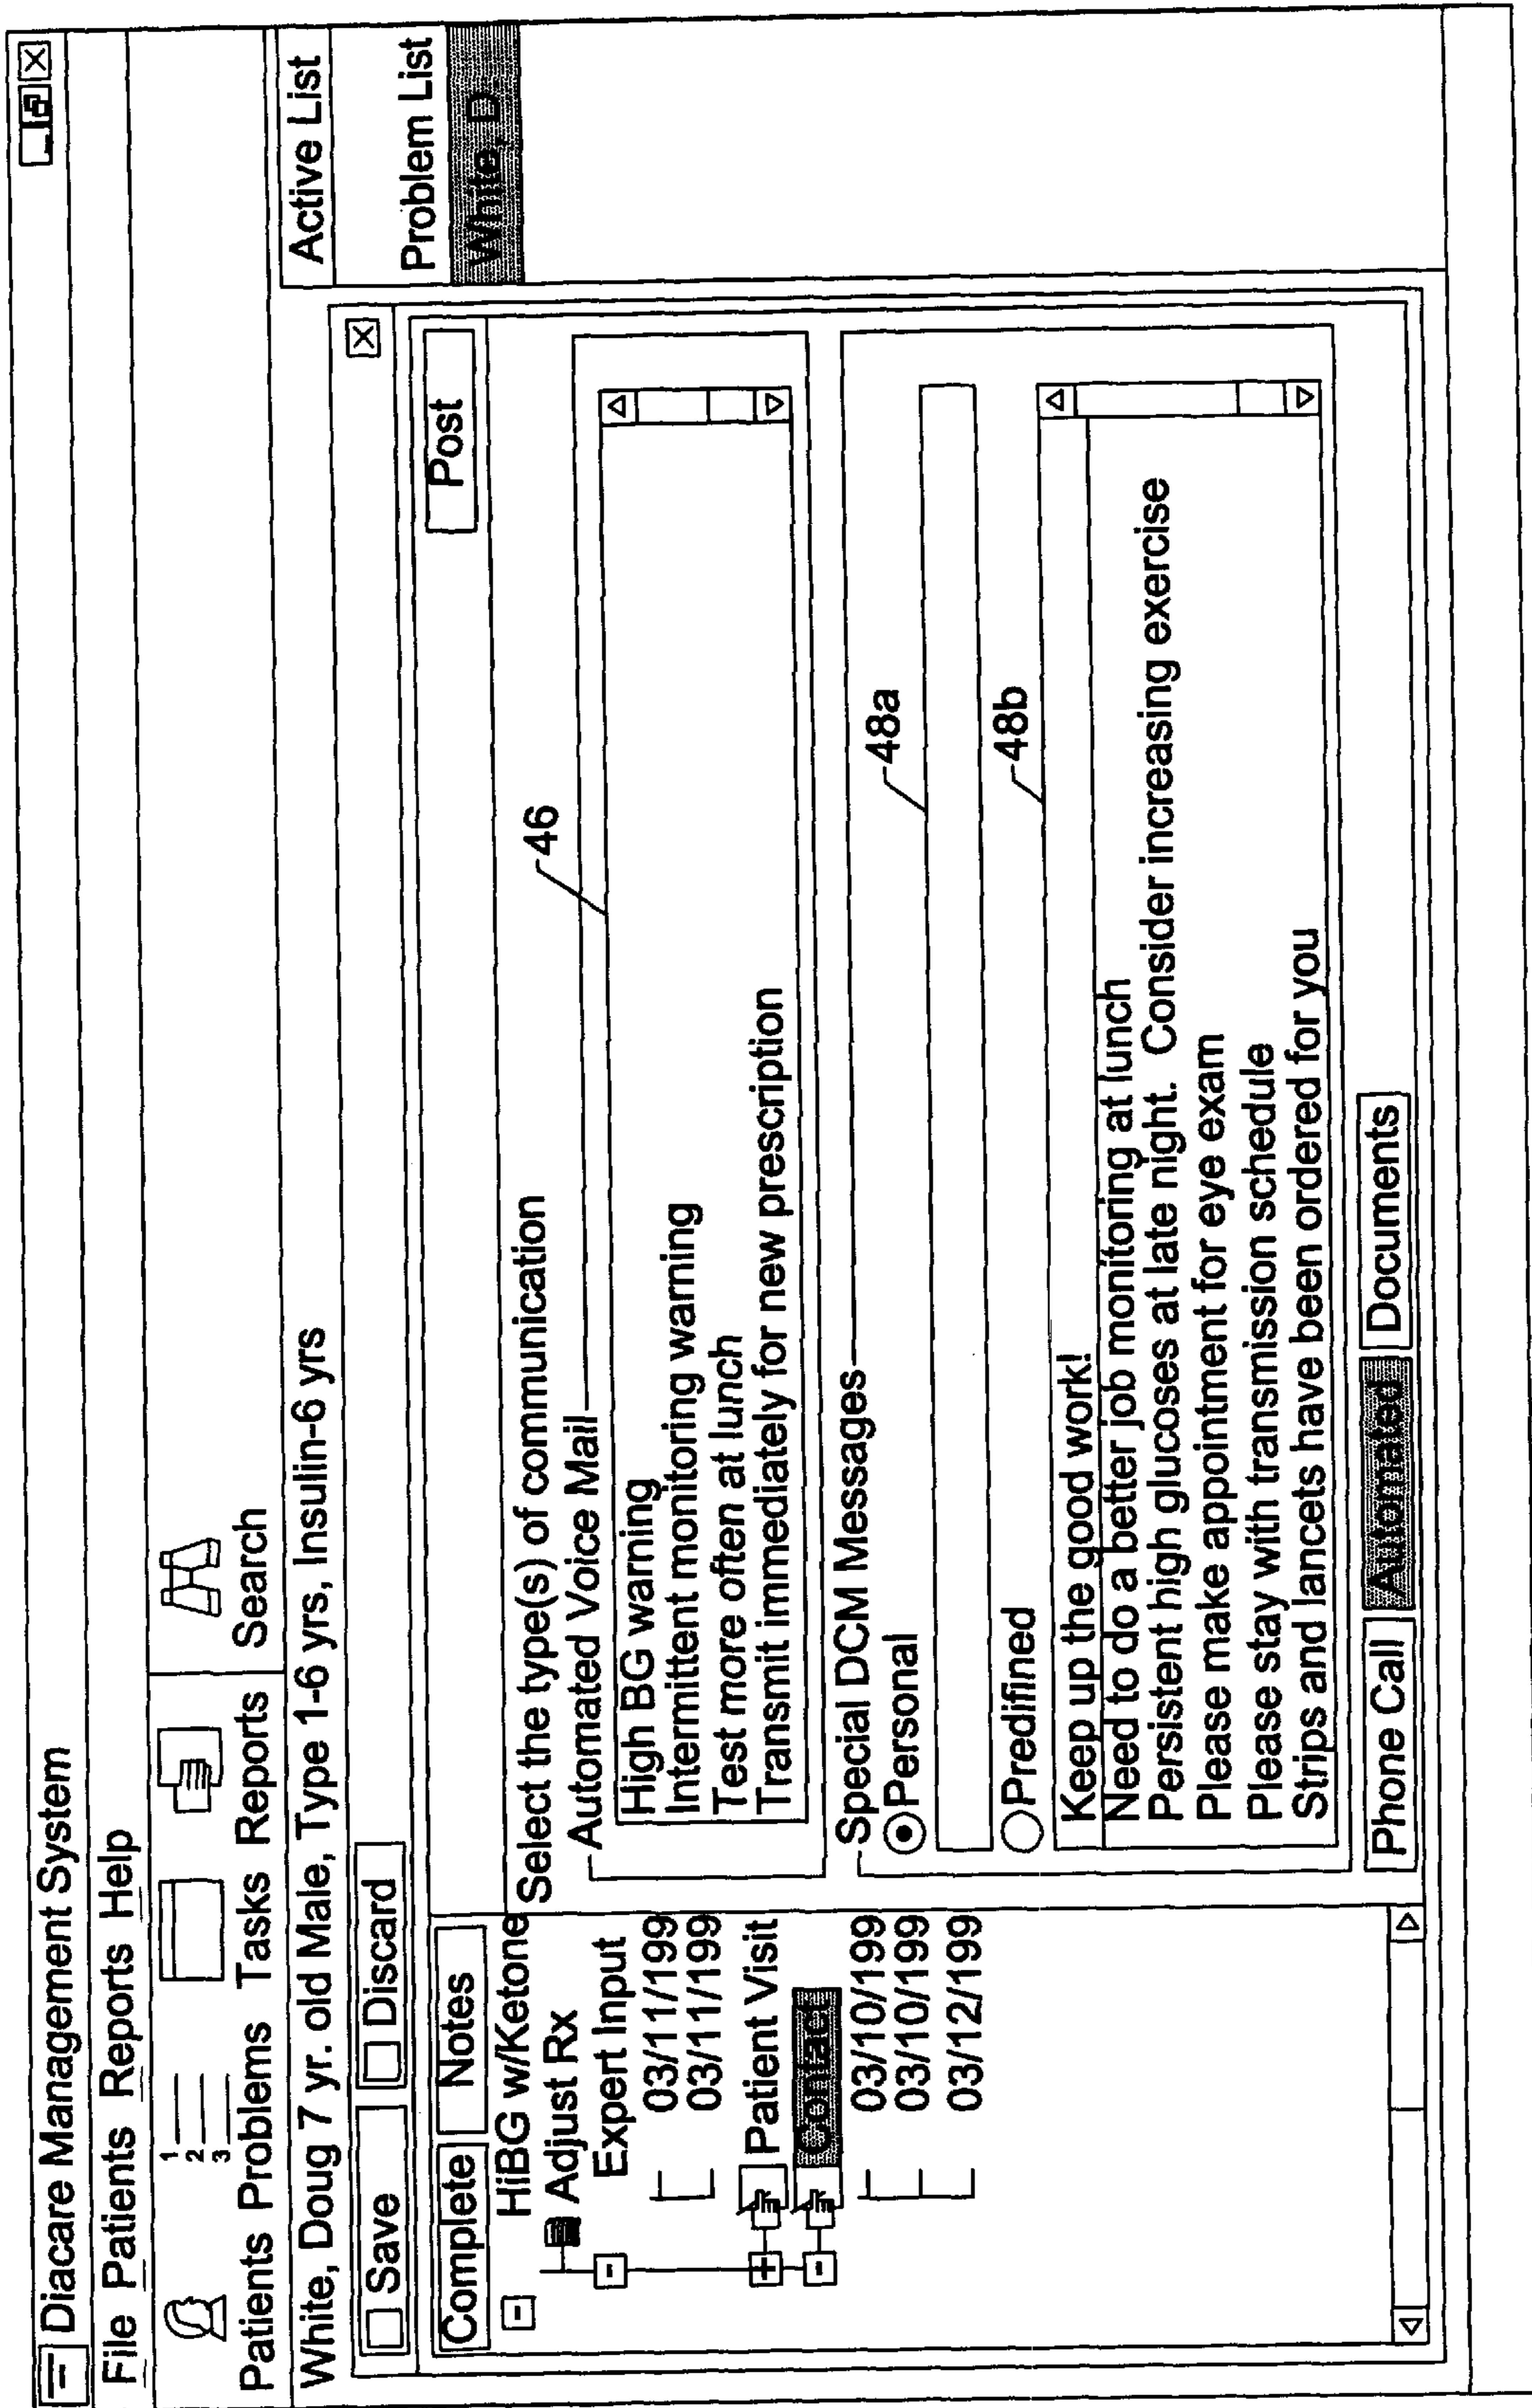 Diacare Management System
File Patients Reports Help
1
2
3
Patients Problems Tasks Reports Search
White, Doug 7 yr. old Male, Type 1-6 yrs, Insulin-6 yrs
Active List
Problem List
White, D.
Save Discard
Complete Notes
Post
HiBG w/Ketone
Adjust Rx
Expert Input
03/11/199
03/11/199
Patient Visit
Contact
03/10/199
03/10/199
03/12/199
Select the type(s) of communication
Automated Voice Mail
46
High BG warning
Intermittent monitoring warning
Test more often at lunch
Transmit immediately for new prescription
Special DCM Messages
Personal
48a
Predifined
48b
Keep up the good work!
Need to do a better job monitoring at lunch
Persistent high glucoses at late night. Consider increasing exercise
Please make appointment for eye exam
Please stay with transmission schedule
Strips and lancets have been ordered for you
Phone Call Automated Documents